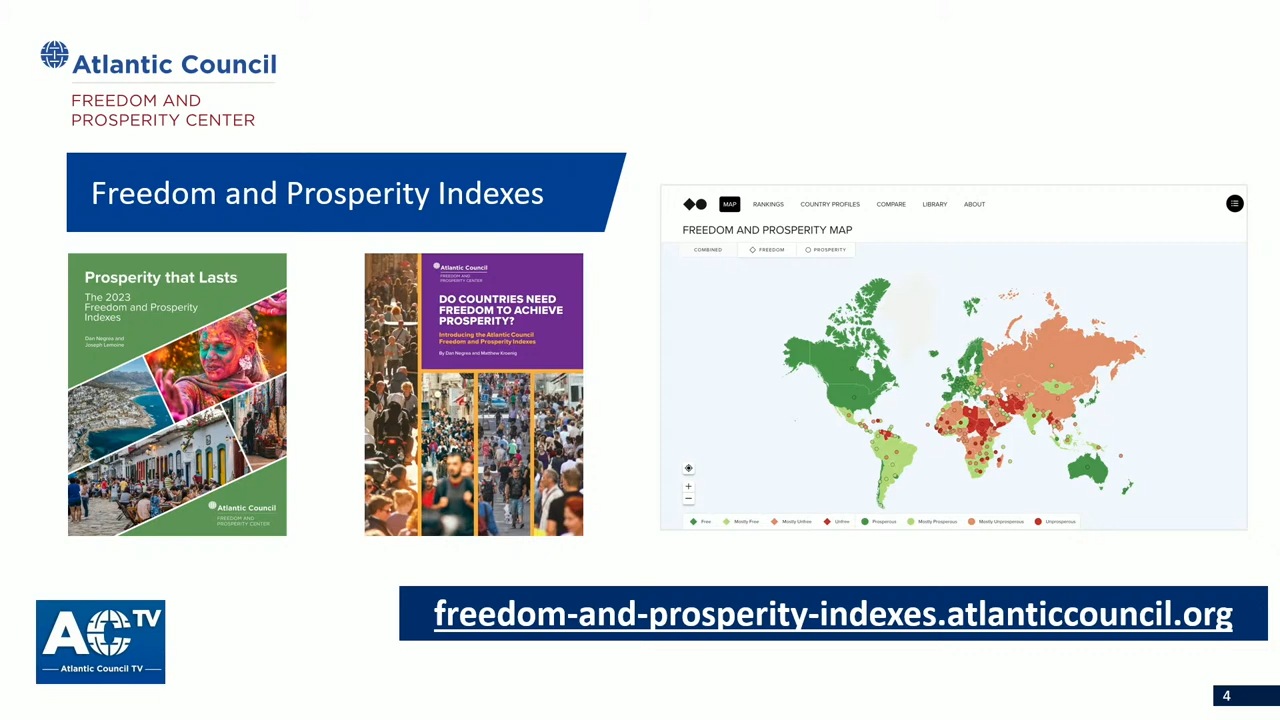 Atlantic Council
FREEDOM AND
PROSPERITY CENTER
Freedom and Prosperity Indexes
Prosperity that Lasts
The 2023
Freedom and Prosperity
Indexes
Dan Negrea and
Joseph Lemoine
Atlantic Council
FREEDOM AND
PROSPERITY CENTER
Atlantic Council
FREEDOM AND
PROSPERITY CENTER
DO COUNTRIES NEED
FREEDOM TO ACHIEVE
PROSPERITY?
Introducing the Atlantic Council
Freedom and Prosperity Indexes
By Dan Negrea and Matthew Kroenig
MAP RANKINGS COUNTRY PROFILES COMPARE LIBRARY ABOUT
FREEDOM AND PROSPERITY MAP
COMBINED FREEDOM PROSPERITY
Free Mostly Free Mostly Unfree Unfree Prosperous Mostly Prosperous Mostly Unprosperous Unprosperous
freedom-and-prosperity-indexes.atlanticcouncil.org
AC TV
Atlantic Council TV
4